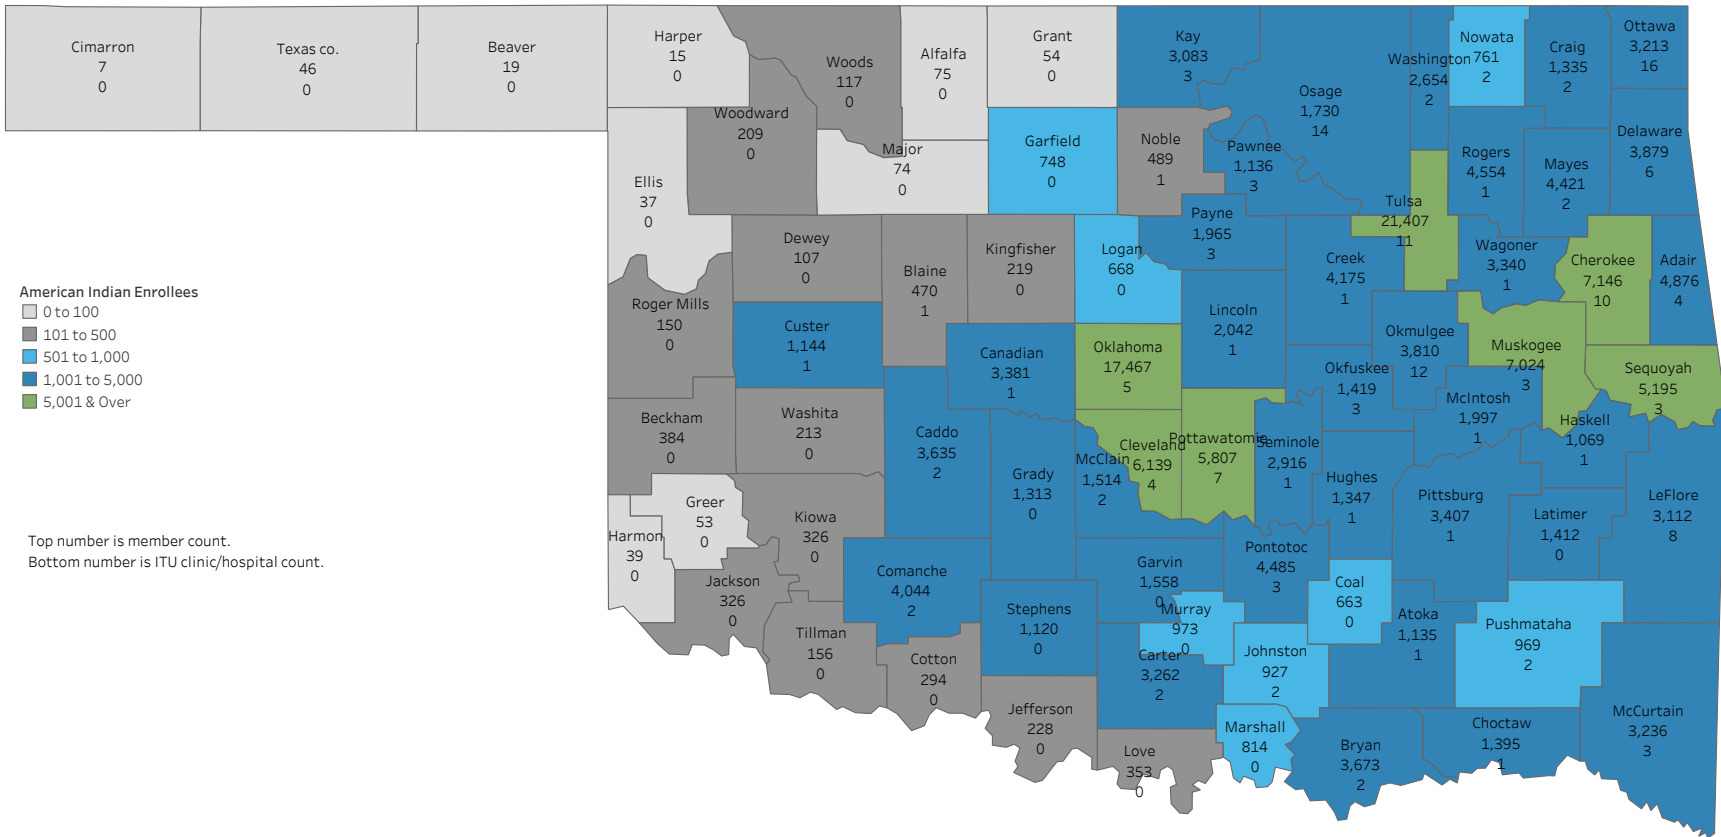 Cimarron
7
0
Texas co.
46
0
Beaver
19
0
Harper
15
0
Woods
117
0
Alfalfa
75
0
Grant
54
0
Kay
3,083
3
Osage
1,730
14
Washington
2,654
2
Nowata
761
2
Craig
1,335
2
Ottawa
3,213
16
Woodward
209
0
Major
74
0
Garfield
748
0
Noble
489
1
Pawnee
1,136
3
Rogers
4,554
1
Mayes
4,421
2
Delaware
3,879
6
Ellis
37
0
Dewey
107
0
Blaine
470
1
Kingfisher
219
0
Logan
668
0
Payne
1,965
3
Creek
4,175
1
Tulsa
21,407
11
Wagoner
3,340
1
Cherokee
7,146
10
Adair
4,876
4
American Indian Enrollees
0 to 100
101 to 500
501 to 1,000
1,001 to 5,000
5,001 & Over
Roger Mills
150
0
Custer
1,144
1
Canadian
3,381
1
Oklahoma
17,467
5
Lincoln
2,042
1
Okfuskee
1,419
3
Okmulgee
3,810
12
Muskogee
7,024
3
Sequoyah
5,195
3
Beckham
384
0
Washita
213
0
Caddo
3,635
2
Grady
1,313
0
McClain
1,514
2
Cleveland
6,139
4
Pottawatomie
5,807
7
Seminole
2,916
1
Hughes
1,347
1
McIntosh
1,997
1
Haskell
1,069
1
Pittsburg
3,407
1
Latimer
1,412
0
LeFlore
3,112
8
Top number is member count.
Bottom number is ITU clinic/hospital count.
Harmon
39
0
Greer
53
0
Kiowa
326
0
Jackson
326
0
Tillman
156
0
Comanche
4,044
2
Cotton
294
0
Stephens
1,120
0
Garvin
1,558
0
Murray
973
0
Pontotoc
4,485
3
Coal
663
0
Atoka
1,135
1
Pushmataha
969
2
Jefferson
228
0
Carter
3,262
2
Johnston
927
2
Love
353
0
Marshall
814
0
Bryan
3,673
2
Choctaw
1,395
1
McCurtain
3,236
3